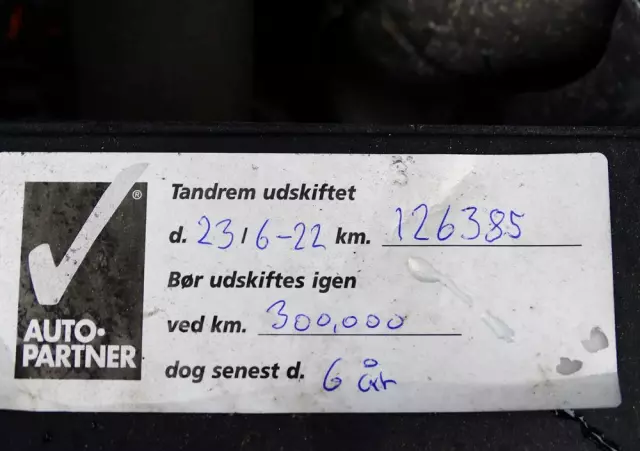 ®
AUTO-
PARTNER
Tandrem udskiftet
d. 23/6-22 km. 126385
Bør udskiftes igen
ved km. 300,000
dog senest d. 6 år